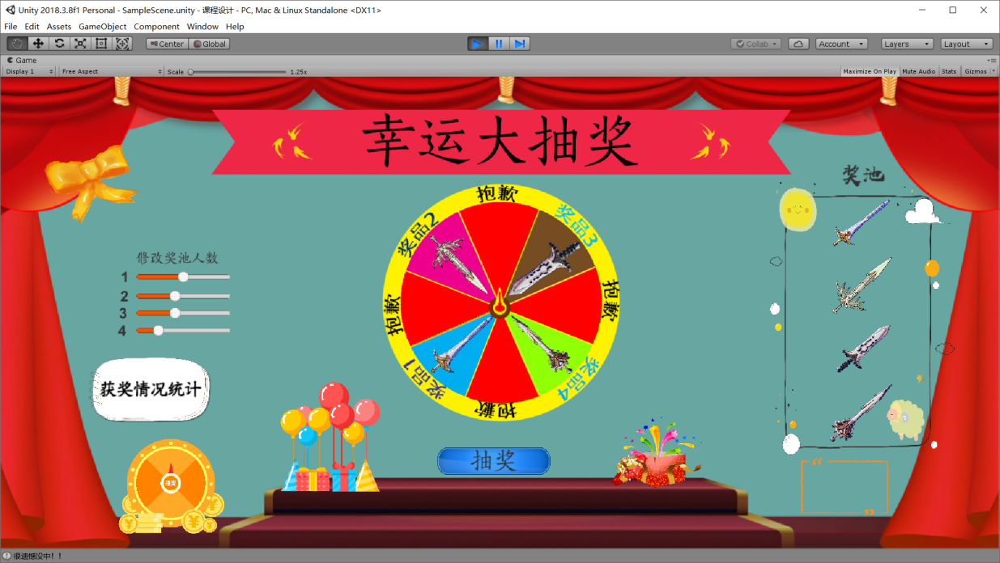 Unity 2018.3.8f1 Personal - SampleScene.unity - 课程设计 - PC, Mac & Linux Standalone <DX11>
File Edit Assets GameObject Component Window Help
Center Global Collab Account Layers Layout
Game
Display 1 Free Aspect Scale 1.25x Maximize On Play Mute Audio Stats Gizmos
幸运大抽奖
奖池
抱歉
奖品3
抱歉
奖品4
抱歉
奖品1
抱歉
奖品2
修改奖池人数
1
2
3
4
获奖情况统计
抽奖
很遗憾没中！！